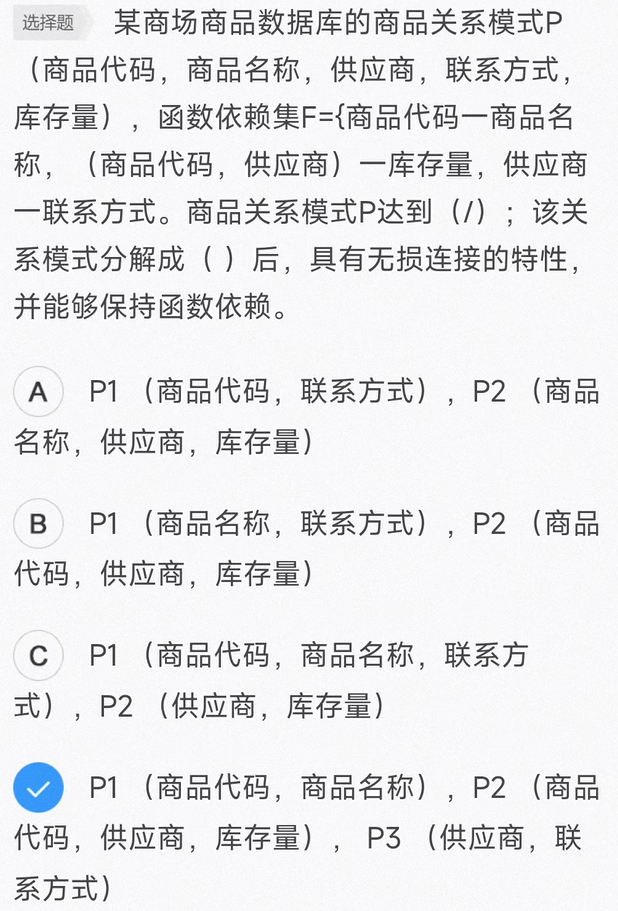 选择题 某商场商品数据库的商品关系模式P
（商品代码，商品名称，供应商，联系方式，
库存量），函数依赖集F={商品代码一商品名
称，（商品代码，供应商）一库存量，供应商
一联系方式。商品关系模式P达到（/）；该关
系模式分解成（ ）后，具有无损连接的特性，
并能够保持函数依赖。
A P1 （商品代码，联系方式），P2 （商品
名称，供应商，库存量）
B P1 （商品名称，联系方式），P2 （商品
代码，供应商，库存量）
C P1 （商品代码，商品名称，联系方
式），P2 （供应商，库存量）
P1 （商品代码，商品名称），P2 （商品
代码，供应商，库存量）， P3 （供应商，联
系方式）